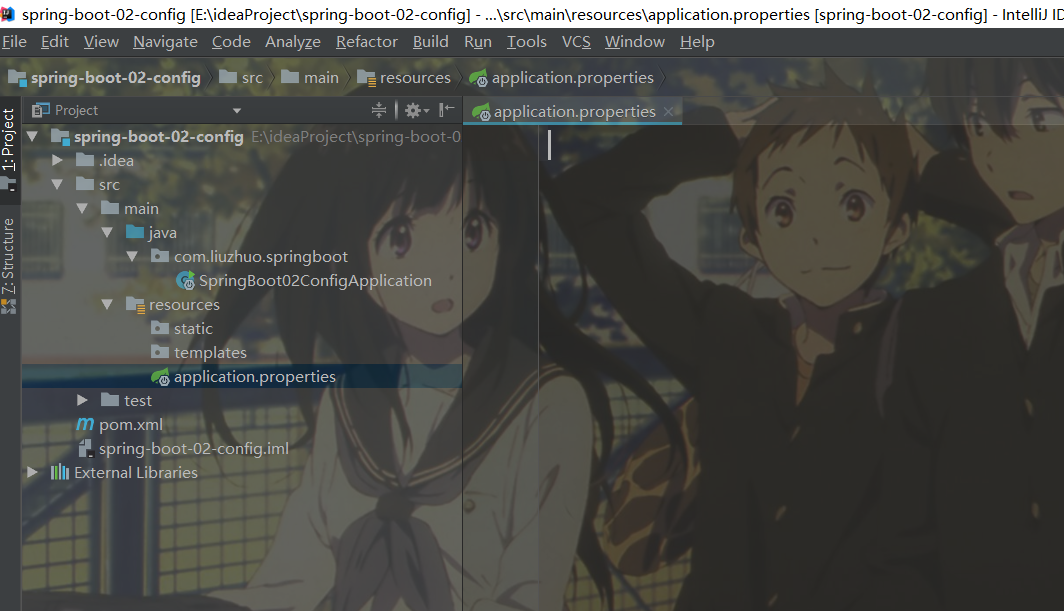 spring-boot-02-config [E:\ideaProject\spring-boot-02-config] - ...\src\main\resources\application.properties [spring-boot-02-config] - IntelliJ ID
File Edit View Navigate Code Analyze Refactor Build Run Tools VCS Window Help
spring-boot-02-config src main resources application.properties
Project
application.properties
1: Project
Z: Structure
spring-boot-02-config E:\ideaProject\spring-boot-0
.idea
src
main
java
com.liuzhuo.springboot
SpringBoot02ConfigApplication
resources
static
templates
application.properties
test
pom.xml
spring-boot-02-config.iml
External Libraries